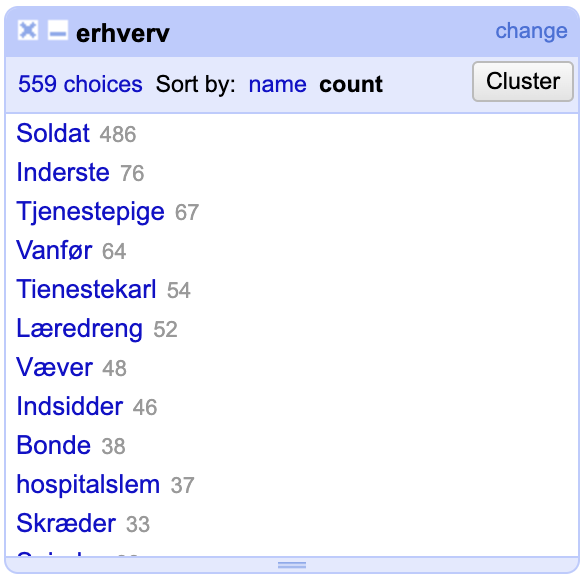 erhverv change
559 choices Sort by: name count Cluster
Soldat 486
Inderste 76
Tjenestepige 67
Vanfør 64
Tienestekarl 54
Læredreng 52
Væver 48
Indsidder 46
Bonde 38
hospitalslem 37
Skræder 33